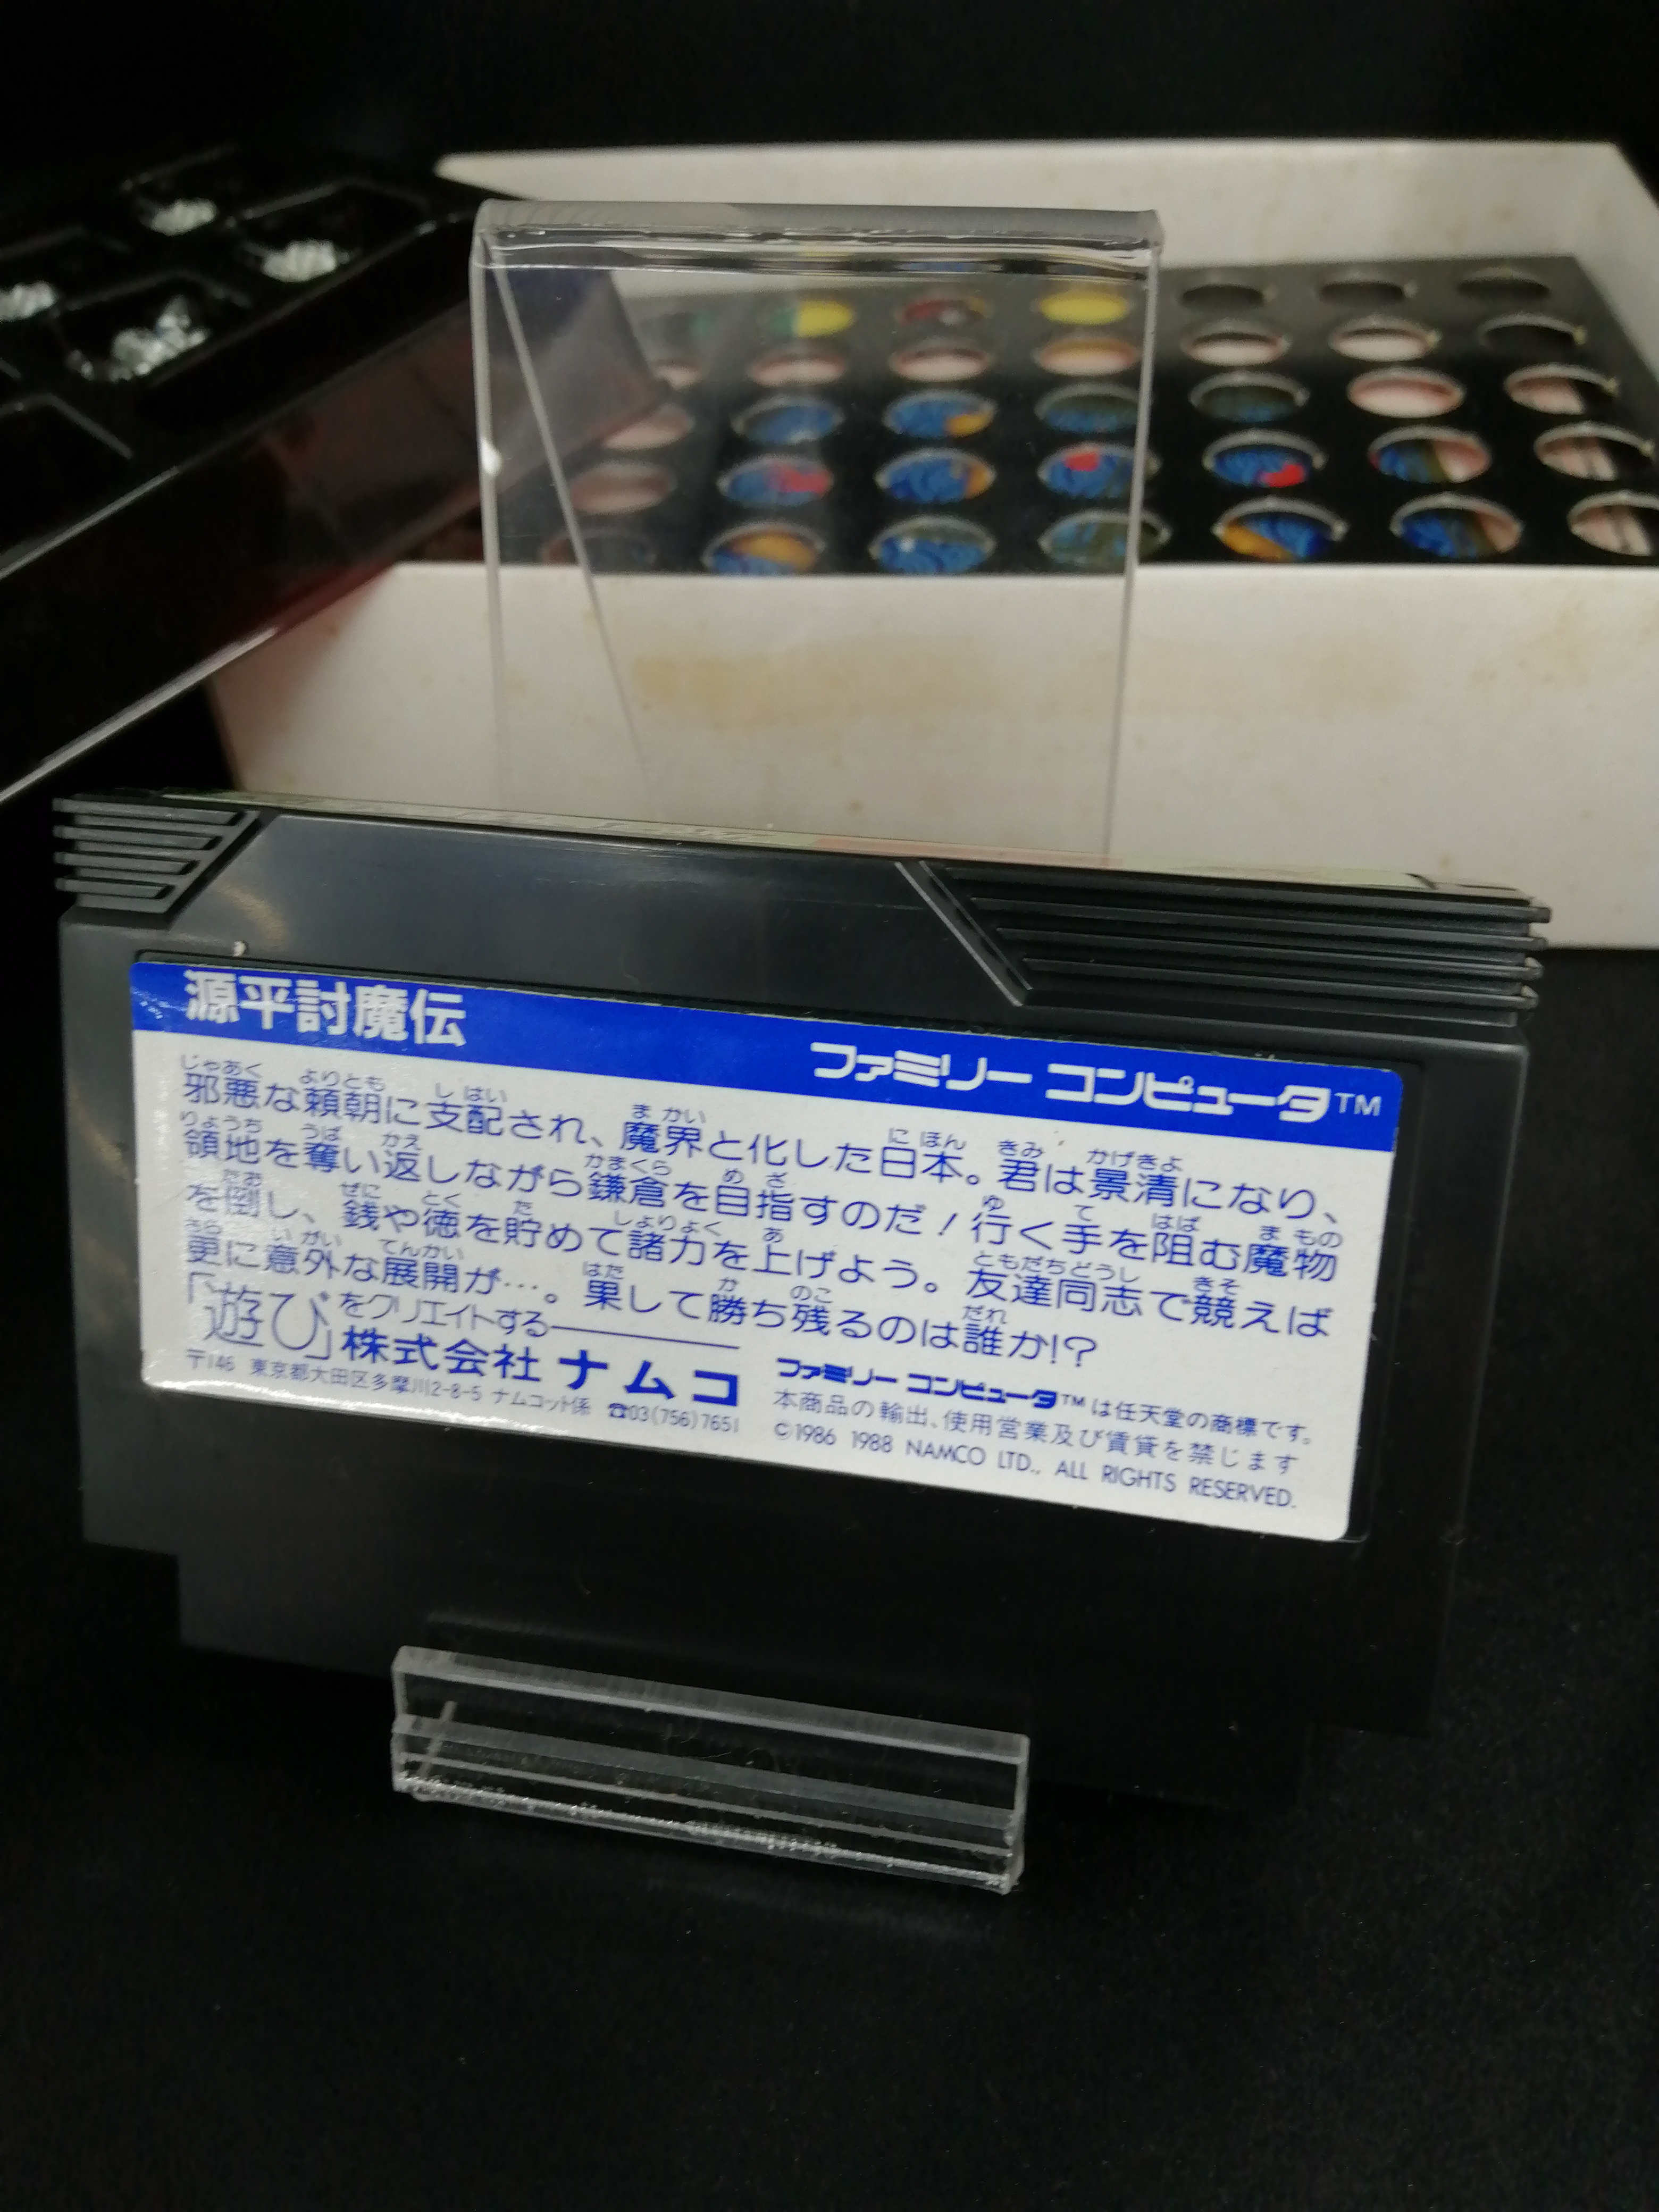 源平討魔伝
ファミリー コンピュータ™
邪悪な頼朝に支配され、魔界と化した日本。君は景清になり、
領地を奪い返しながら鎌倉を目指すのだ!行く手を阻む魔物
を倒し、銭や徳を貯めて諸力を上げよう。友達同志で競えば
更に意外な展開が…。果して勝ち残るのは誰か!?
「遊び」をクリエイトする
株式会社 ナムコ
〒146 東京都大田区多摩川2-8-5 ナムコット係 ☎03(756)7651
ファミリー コンピュータ™は任天堂の商標です。
本商品の輸出、使用営業及び賃貸を禁じます
©1986 1988 NAMCO LTD., ALL RIGHTS RESERVED.